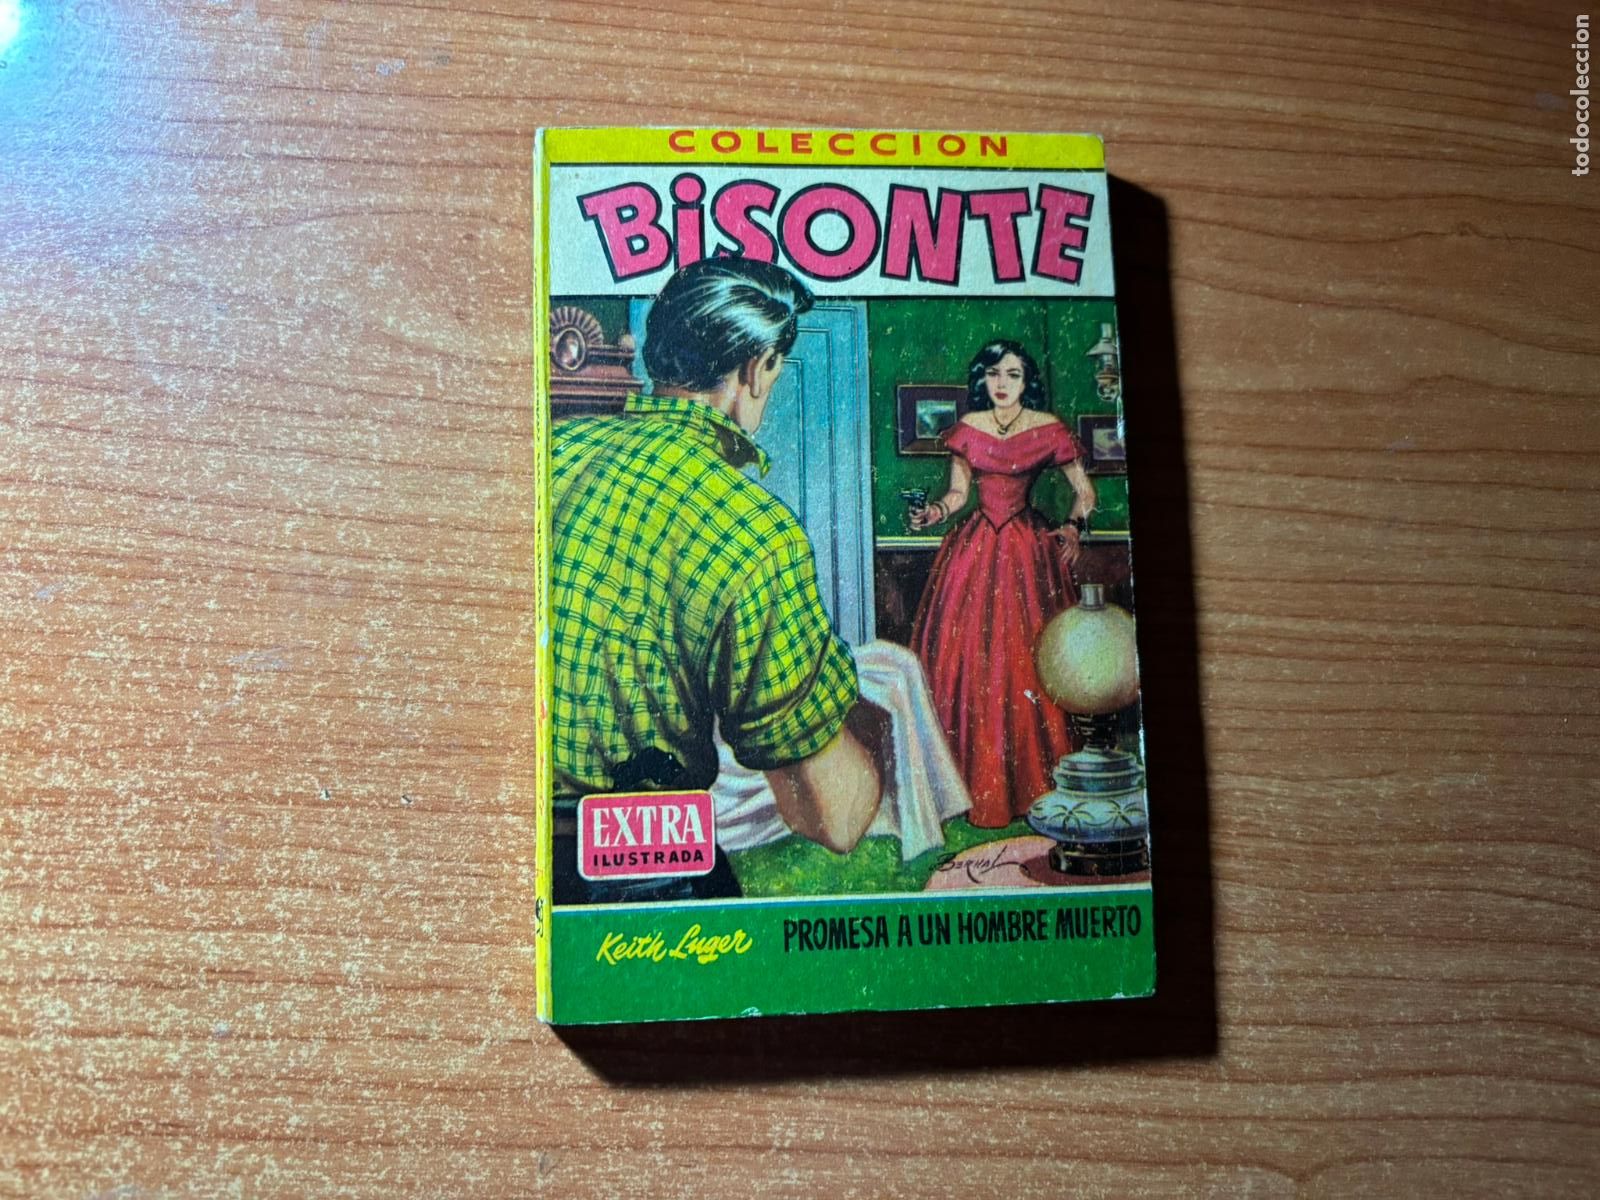 COLECCION
BiSONTE
EXTRA
ILUSTRADA
BERNAL
Keith Luger
PROMESA A UN HOMBRE MUERTO
todocoleccion